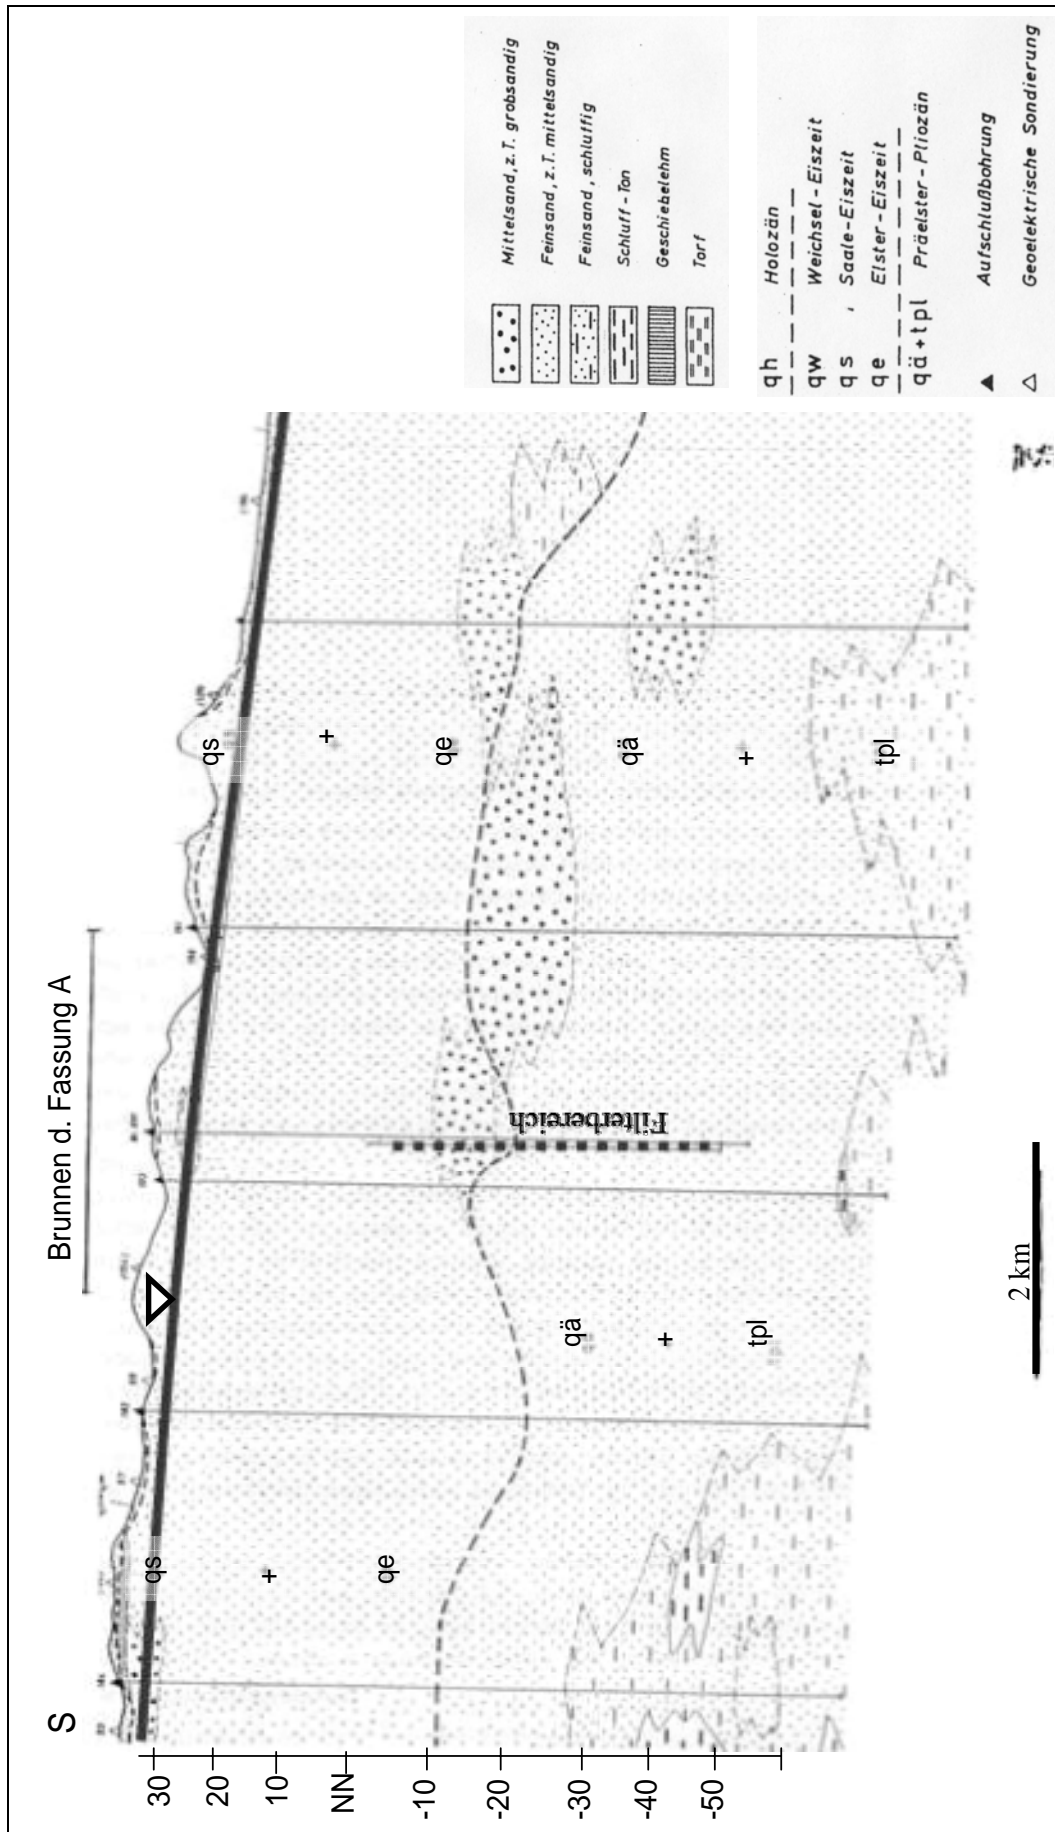 S
Brunnen d. Fassung A
30
20
10
NN
-10
-20
-30
-40
-50
qs
+
qe
qä
+
tpl
qs
+
qe
qä
+
tpl
Filterbereich
2 km
Mittelsand, z.T. grobsandig
Feinsand, z.T. mittelsandig
Feinsand, schluffig
Schluff-Ton
Geschiebelehm
Torf
qh Holozän
qw Weichsel-Eiszeit
qs , Saale-Eiszeit
qe Elster-Eiszeit
qä+tpl Präelster-Pliozän
Aufschlußbohrung
Geoelektrische Sondierung